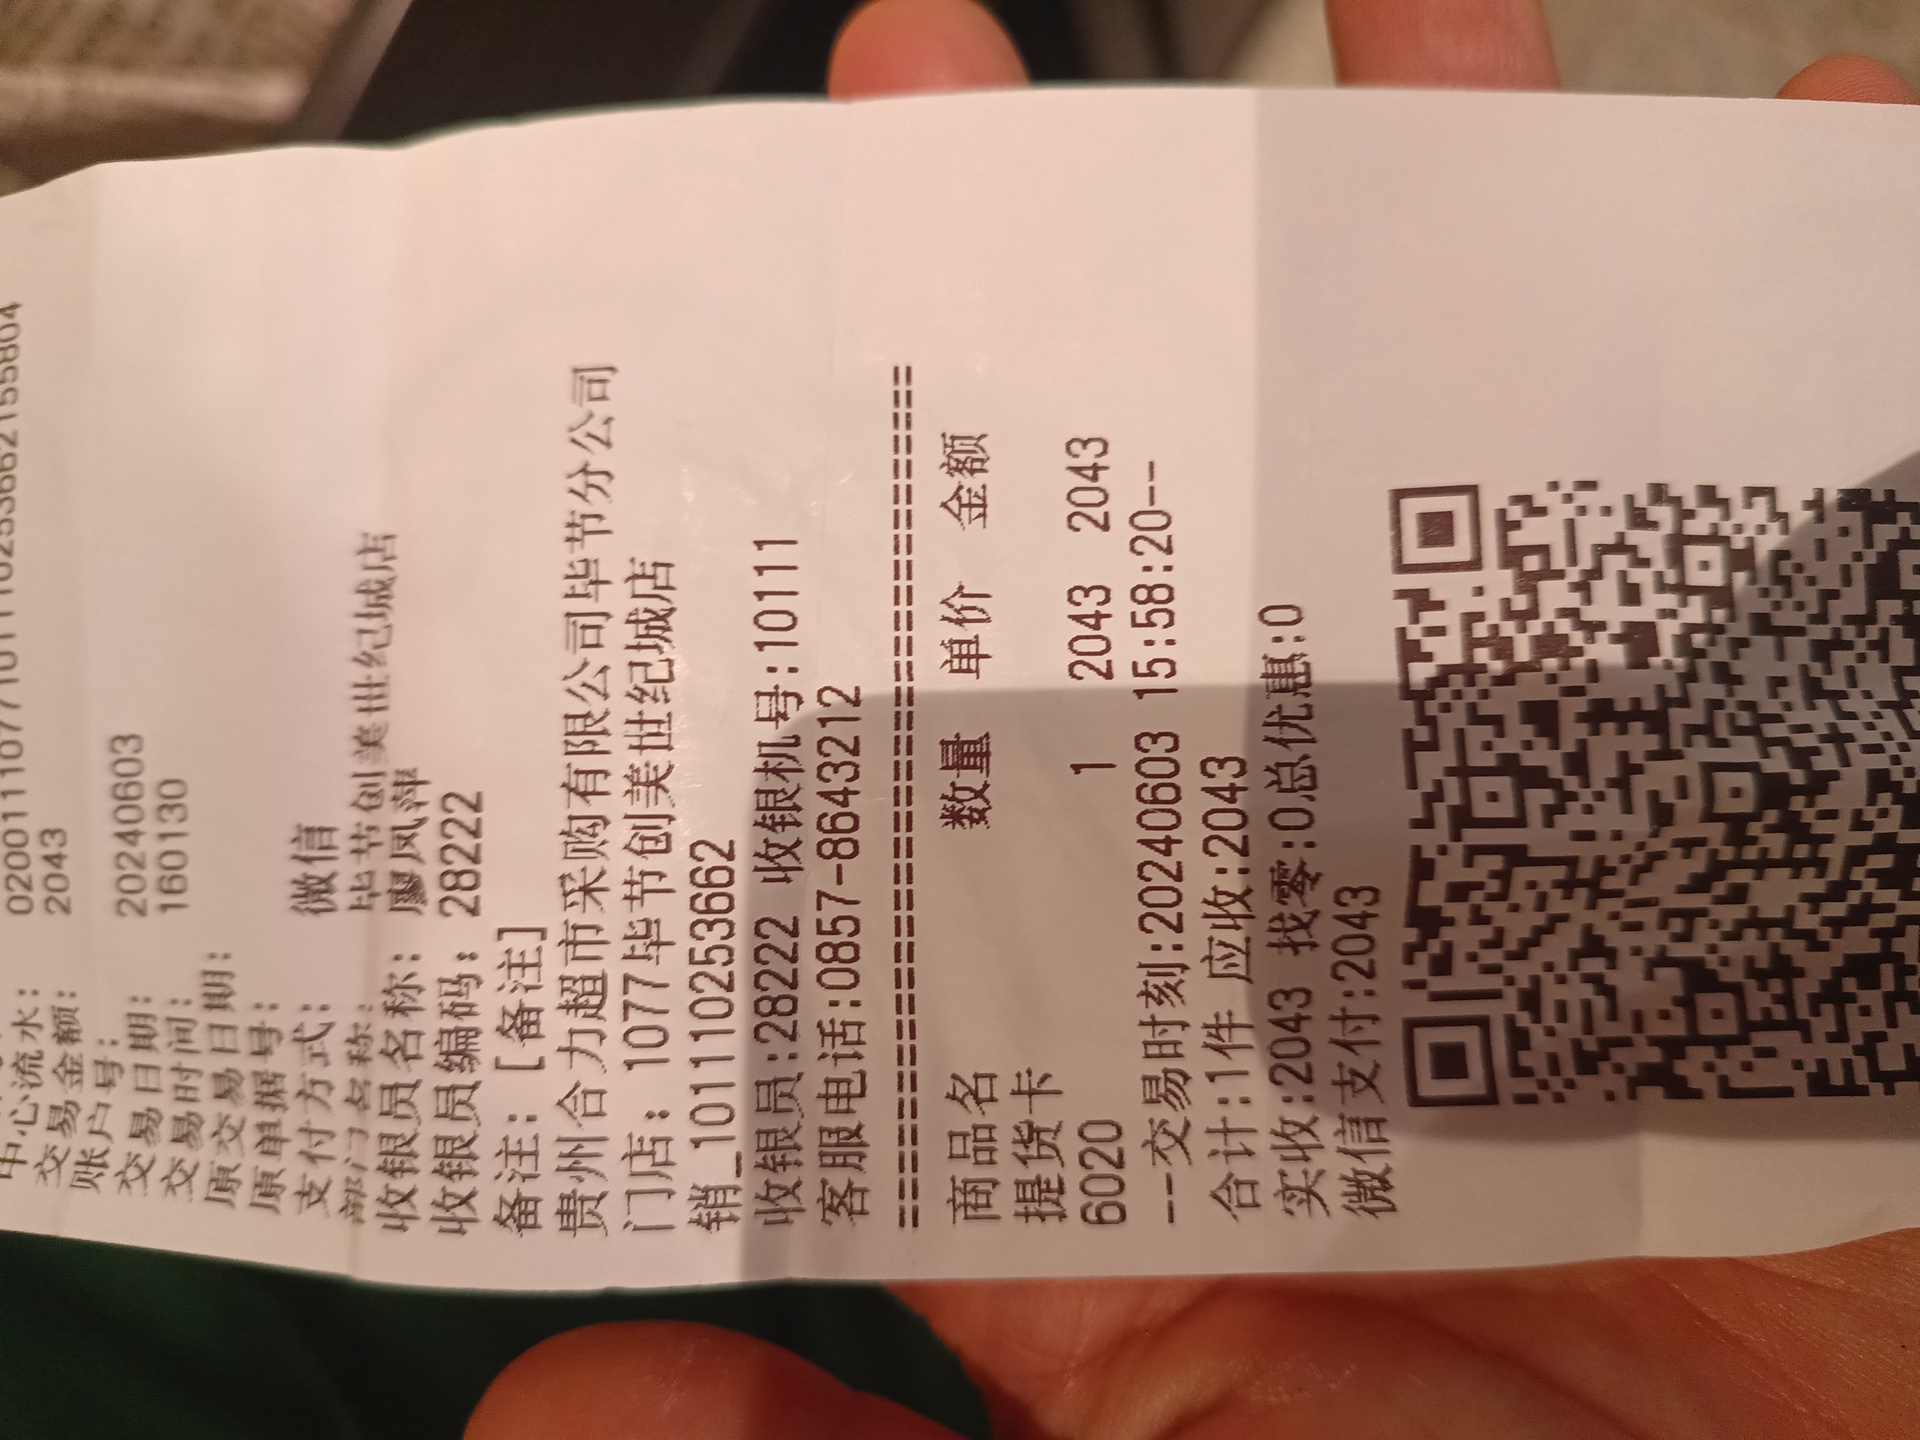 中心流水: 020011107710111102536621558​04
交易金额: 2043
账户号:
交易日期: 20240603
交易时间: 160130
原交易日期:
原单据号:
支付方式: 微信
部门名称: 毕节创美世纪城店
收银员名称: 廖凤萍
收银员编码: 28222
备注: [备注]
贵州合力超市采购有限公司毕节分公司
门店: 1077毕节创美世纪城店
销_1011110253662
收银员:28222 收银机号:10111
客服电话:0857-8643212
==========================================
商品名 数量 单价 金额
提货卡
6020 1 2043 2043
--交易时刻:20240603 15:58:20--
合计:1件 应收:2043
实收:2043 找零:0总优惠:0
微信支付:2043